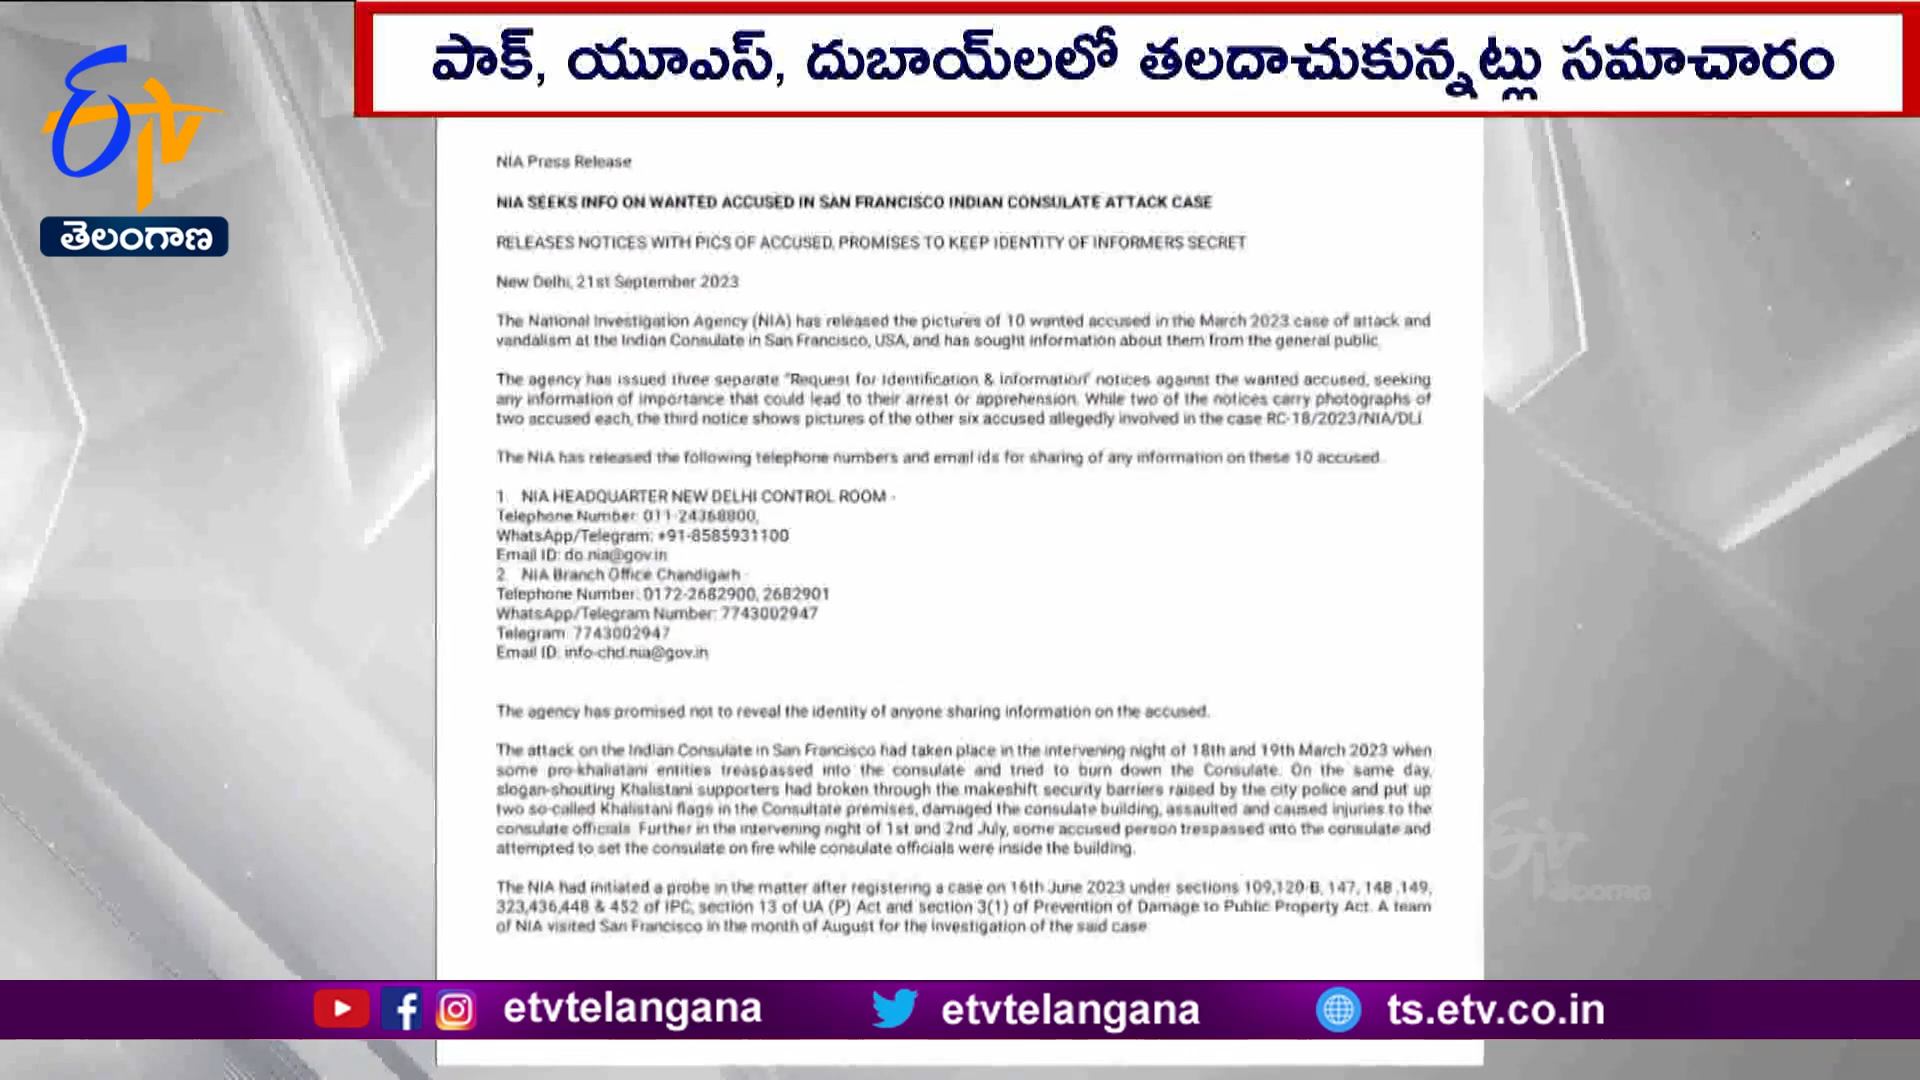 పాక్, యూఎస్, దుబాయ్‌లలో తలదాచుకున్నట్లు సమాచారం
ETV
తెలంగాణ
NIA Press Release
NIA SEEKS INFO ON WANTED ACCUSED IN SAN FRANCISCO INDIAN CONSULATE ATTACK CASE
RELEASES NOTICES WITH PICS OF ACCUSED, PROMISES TO KEEP IDENTITY OF INFORMERS SECRET
New Delhi, 21st September 2023
The National Investigation Agency (NIA) has released the pictures of 10 wanted accused in the March 2023 case of attack and
vandalism at the Indian Consulate in San Francisco, USA, and has sought information about them from the general public.
The agency has issued three separate "Request for Identification & Information" notices against the wanted accused, seeking
any information of importance that could lead to their arrest or apprehension. While two of the notices carry photographs of
two accused each, the third notice shows pictures of the other six accused allegedly involved in the case RC-18/2023/NIA/DLI.
The NIA has released the following telephone numbers and email ids for sharing of any information on these 10 accused.
1. NIA HEADQUARTER NEW DELHI CONTROL ROOM -
Telephone Number: 011-24368800,
WhatsApp/Telegram: +91-8585931100
Email ID: do.nia@gov.in
2. NIA Branch Office Chandigarh -
Telephone Number: 0172-2682900, 2682901
WhatsApp/Telegram Number: 7743002947
Telegram: 7743002947
Email ID: info-chd.nia@gov.in
The agency has promised not to reveal the identity of anyone sharing information on the accused.
The attack on the Indian Consulate in San Francisco had taken place in the intervening night of 18th and 19th March 2023 when
some pro-khaliatani entities treaspassed into the consulate and tried to burn down the Consulate. On the same day,
slogan-shouting Khalistani supporters had broken through the makeshift security barriers raised by the city police and put up
two so-called Khalistani flags in the Consultate premises, damaged the consulate building, assaulted and caused injuries to the
consulate officials. Further in the intervening night of 1st and 2nd July, some accused person trespassed into the consulate and
attempted to set the consulate on fire while consulate officials were inside the building.
The NIA had initiated a probe in the matter after registering a case on 16th June 2023 under sections 109,120-B, 147, 148 ,149,
323,436,448 & 452 of IPC, section 13 of UA (P) Act and section 3(1) of Prevention of Damage to Public Property Act. A team
of NIA visited San Francisco in the month of August for the investigation of the said case.
etvtelangana etvtelangana ts.etv.co.in